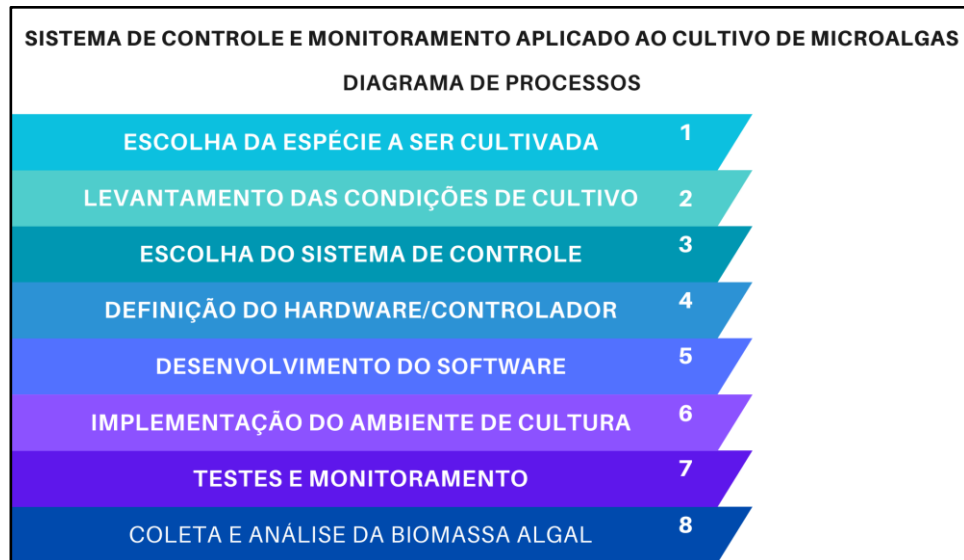 SISTEMA DE CONTROLE E MONITORAMENTO APLICADO AO CULTIVO DE MICROALGAS
DIAGRAMA DE PROCESSOS
ESCOLHA DA ESPÉCIE A SER CULTIVADA 1
LEVANTAMENTO DAS CONDIÇÕES DE CULTIVO 2
ESCOLHA DO SISTEMA DE CONTROLE 3
DEFINIÇÃO DO HARDWARE/CONTROLADOR 4
DESENVOLVIMENTO DO SOFTWARE 5
IMPLEMENTAÇÃO DO AMBIENTE DE CULTURA 6
TESTES E MONITORAMENTO 7
COLETA E ANÁLISE DA BIOMASSA ALGAL 8